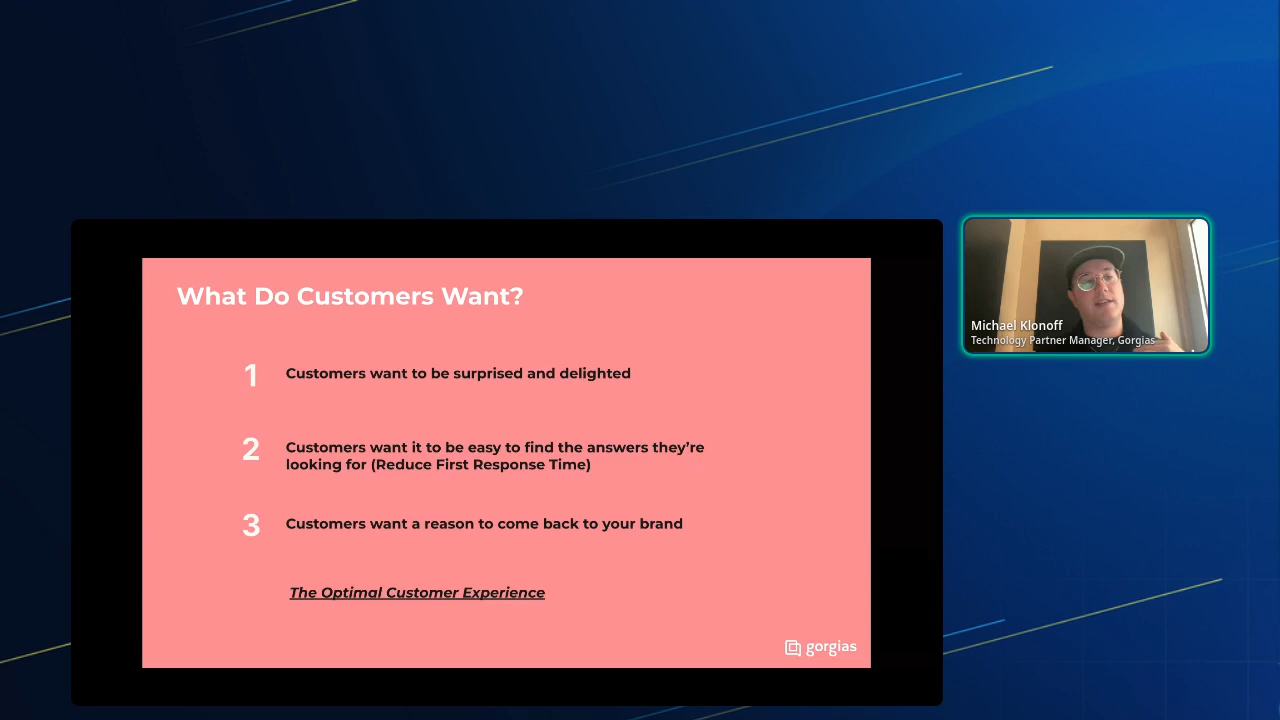 What Do Customers Want?
1 Customers want to be surprised and delighted
2 Customers want it to be easy to find the answers they’re
looking for (Reduce First Response Time)
3 Customers want a reason to come back to your brand
The Optimal Customer Experience
gorgias
Michael Klonoff
Technology Partner Manager, Gorgias